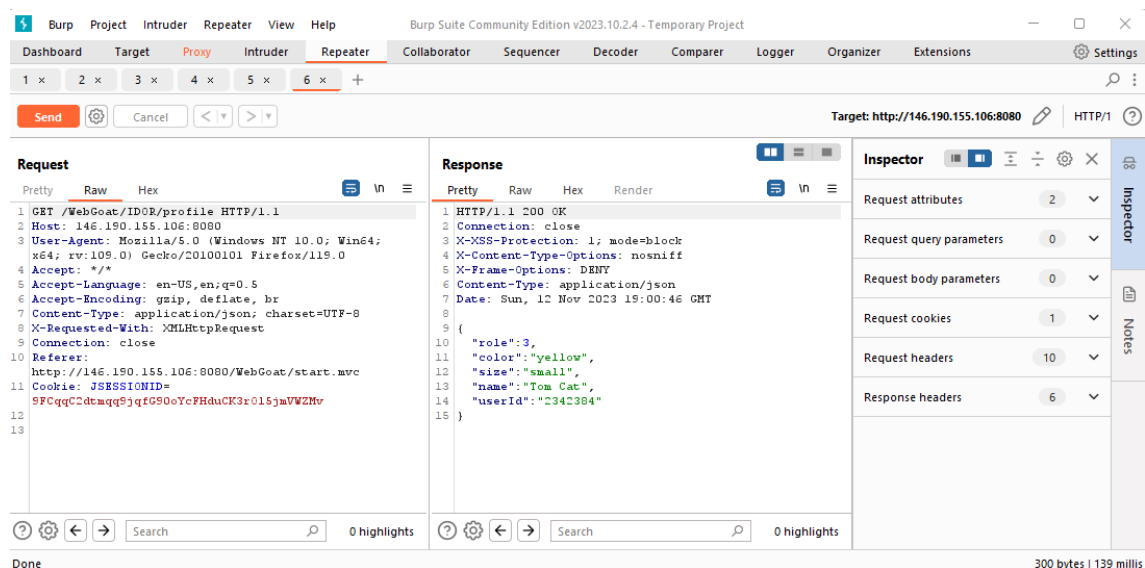 Burp Project Intruder Repeater View Help Burp Suite Community Edition v2023.10.2.4 - Temporary Project
Dashboard Target Proxy Intruder Repeater Collaborator Sequencer Decoder Comparer Logger Organizer Extensions Settings
1 × 2 × 3 × 4 × 5 × 6 × +
Send Cancel < > Target: http://146.190.155.106:8080 HTTP/1
Request
Pretty Raw Hex \n
1 GET /WebGoat/IDOR/profile HTTP/1.1
2 Host: 146.190.155.106:8080
3 User-Agent: Mozilla/5.0 (Windows NT 10.0; Win64;
x64; rv:109.0) Gecko/20100101 Firefox/119.0
4 Accept: */*
5 Accept-Language: en-US,en;q=0.5
6 Accept-Encoding: gzip, deflate, br
7 Content-Type: application/json; charset=UTF-8
8 X-Requested-With: XMLHttpRequest
9 Connection: close
10 Referer:
http://146.190.155.106:8080/WebGoat/start.mvc
11 Cookie: JSESSIONID=
12
13
Search 0 highlights
Response
Pretty Raw Hex Render \n
1 HTTP/1.1 200 OK
2 Connection: close
3 X-XSS-Protection: 1; mode=block
4 X-Content-Type-Options: nosniff
5 X-Frame-Options: DENY
6 Content-Type: application/json
7 Date: Sun, 12 Nov 2023 19:00:46 GMT
8
9 {
10 "role":3,
11 "color":"yellow",
12 "size":"small",
13 "name":"Tom Cat",
14 "userId":"2342384"
15 }
Search 0 highlights
Inspector
Request attributes 2
Request query parameters 0
Request body parameters 0
Request cookies 1
Request headers 10
Response headers 6
Inspector
Notes
Done 300 bytes | 139 millis